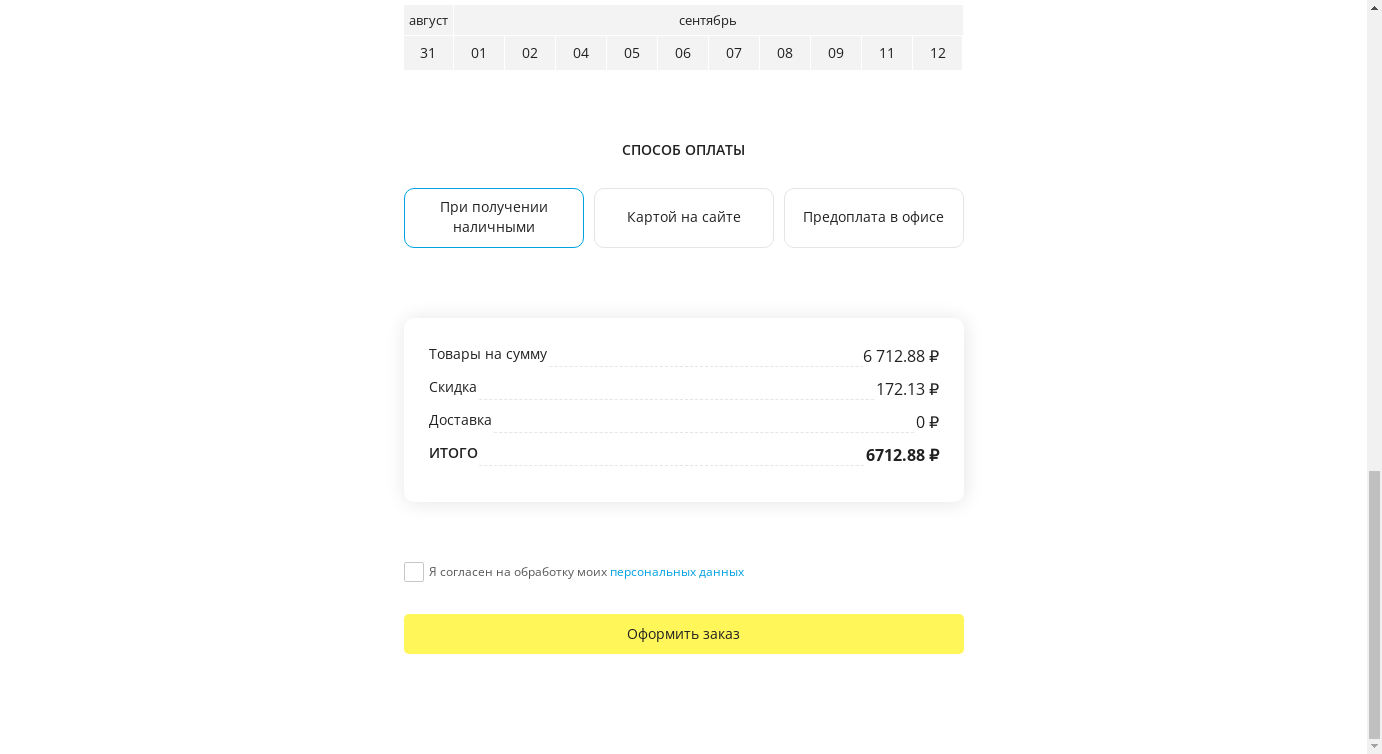 август сентябрь
31 01 02 04 05 06 07 08 09 11 12
СПОСОБ ОПЛАТЫ
При получении
наличными
Картой на сайте
Предоплата в офисе
Товары на сумму 6 712.88 ₽
Скидка 172.13 ₽
Доставка 0 ₽
ИТОГО 6712.88 ₽
Я согласен на обработку моих персональных данных
Оформить заказ